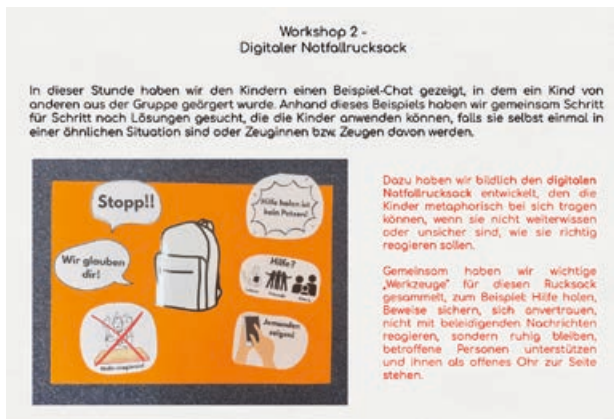 Workshop 2 -
Digitaler Notfallrucksack
In dieser Stunde haben wir den Kindern einen Beispiel-Chat gezeigt, in dem ein Kind von
anderen aus der Gruppe geärgert wurde. Anhand dieses Beispiels haben wir gemeinsam Schritt
für Schritt nach Lösungen gesucht, die die Kinder anwenden können, falls sie selbst einmal in
einer ähnlichen Situation sind oder Zeuginnen bzw. Zeugen davon werden.
Stopp!!
Wir glauben
dir!
Hilfe holen ist
kein Petzen!
Hilfe?
Jemanden
zeigen!
Dazu haben wir bildlich den digitalen
Notfallrucksack entwickelt, den die
Kinder metaphorisch bei sich tragen
können, wenn sie nicht weiterwissen
oder unsicher sind, wie sie richtig
reagieren sollen.
Gemeinsam haben wir wichtige
„Werkzeuge" für diesen Rucksack
gesammelt, zum Beispiel: Hilfe holen,
Beweise sichern, sich anvertrauen,
nicht mit beleidigenden Nachrichten
reagieren, sondern ruhig bleiben,
betroffene Personen unterstützen
und ihnen als offenes Ohr zur Seite
stehen.